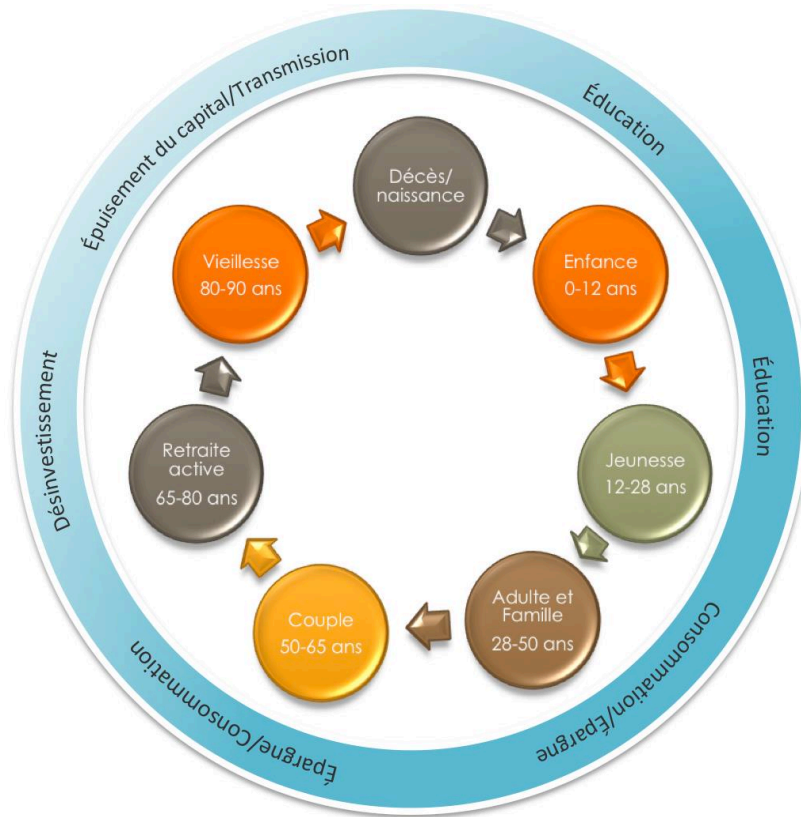 Décès/
naissance
Enfance
0-12 ans
Jeunesse
12-28 ans
Adulte et
Famille
28-50 ans
Couple
50-65 ans
Retraite
active
65-80 ans
Vieillesse
80-90 ans
Éducation
Éducation
Consommation/Épargne
Épargne/Consommation
Désinvestissement
Épuisement du capital/Transmission